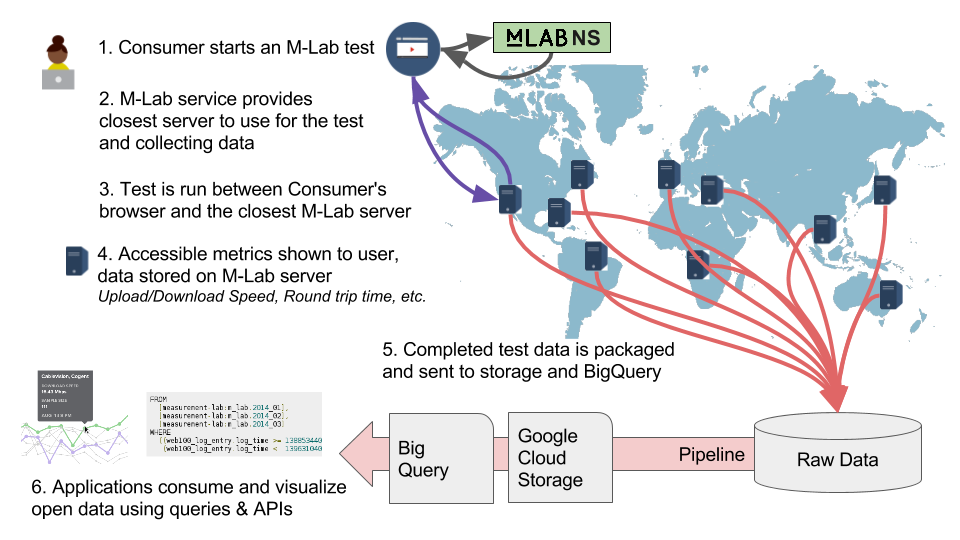 1. Consumer starts an M-Lab test
MLAB NS
2. M-Lab service provides
closest server to use for the test
and collecting data
3. Test is run between Consumer's
browser and the closest M-Lab server
4. Accessible metrics shown to user,
data stored on M-Lab server
Upload/Download Speed, Round trip time, etc.
5. Completed test data is packaged
and sent to storage and BigQuery
Cablevision, Cogent
DOWNLOAD SPEED
SAMPLE SIZE
FROM
[measurement-lab:m_lab.2014_01],
[measurement-lab:m_lab.2014_02],
[measurement-lab:m_lab.2014_03]
WHERE
((web100_log_entry.log_time >= 138853440
(web100_log_entry.log_time < 139631040
Big
Query
Google
Cloud
Storage
Pipeline
Raw Data
6. Applications consume and visualize
open data using queries & APIs